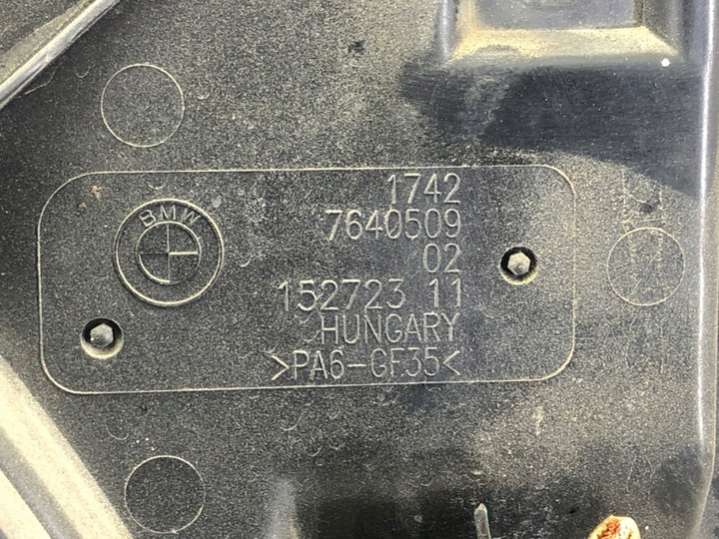 BMW
1742
7640509
02
152723 11
HUNGARY
>PA6-GF35<